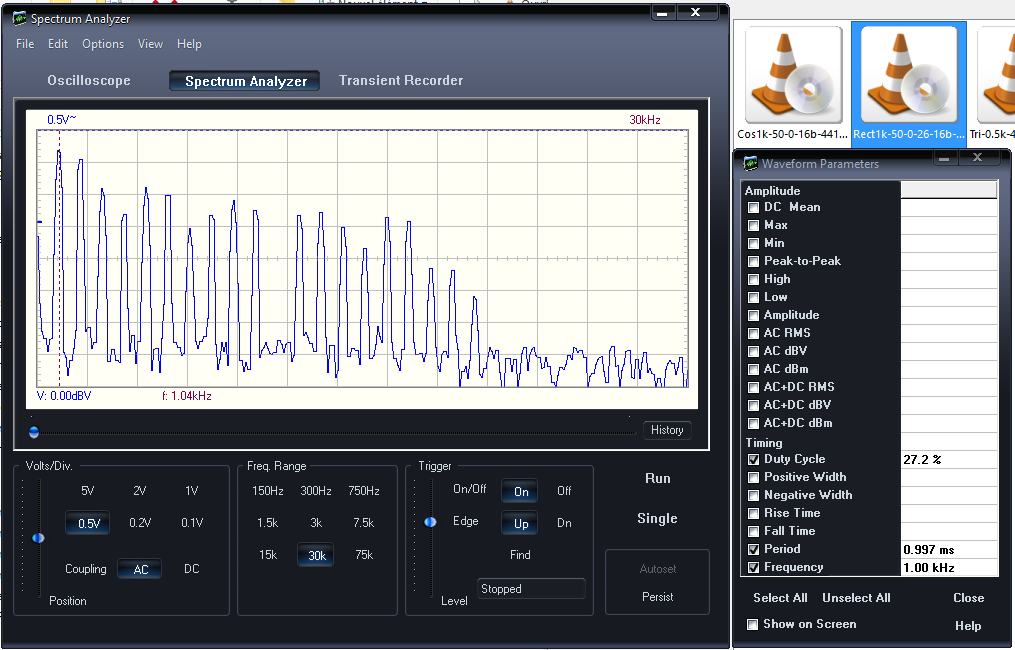 Spectrum Analyzer
File Edit Options View Help
Oscilloscope Spectrum Analyzer Transient Recorder
0.5V~ 30kHz
V: 0.00dBV f: 1.04kHz
History
Volts/Div.
5V 2V 1V
0.5V 0.2V 0.1V
Coupling AC DC
Position
Freq. Range
150Hz 300Hz 750Hz
1.5k 3k 7.5k
15k 30k 75k
Trigger
On/Off On Off
Edge Up Dn
Find
Stopped
Level
Run
Single
Autoset
Persist
Cos1k-50-0-16b-441... Rect1k-50-0-26-16b-... Tri-0.5k-4
Waveform Parameters
Amplitude
DC Mean
Max
Min
Peak-to-Peak
High
Low
Amplitude
AC RMS
AC dBV
AC dBm
AC+DC RMS
AC+DC dBV
AC+DC dBm
Timing
Duty Cycle 27.2 %
Positive Width
Negative Width
Rise Time
Fall Time
Period 0.997 ms
Frequency 1.00 kHz
Select All Unselect All Close
Show on Screen Help